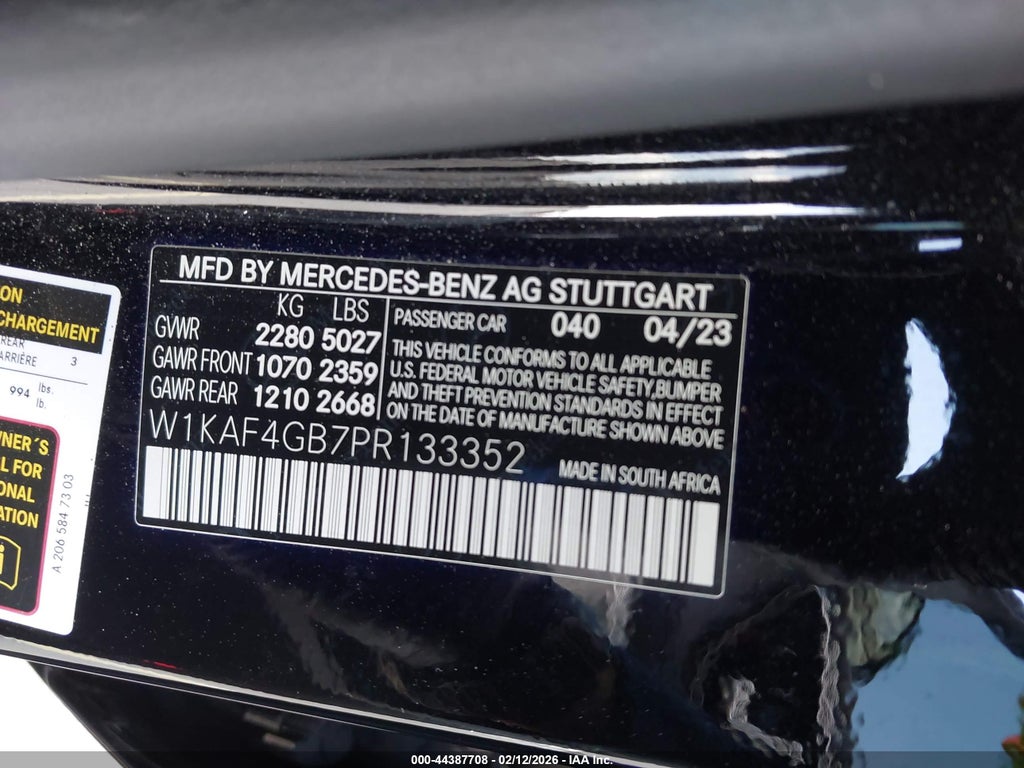 MFD BY MERCEDES-BENZ AG STUTTGART
KG LBS
GVWR 2280 5027
GAWR FRONT 1070 2359
GAWR REAR 1210 2668
PASSENGER CAR 040 04/23
THIS VEHICLE CONFORMS TO ALL APPLICABLE
U.S. FEDERAL MOTOR VEHICLE SAFETY, BUMPER
AND THEFT PREVENTION STANDARDS IN EFFECT
ON THE DATE OF MANUFACTURE SHOWN ABOVE
W1KAF4GB7PR133352
MADE IN SOUTH AFRICA
ON
CHARGEMENT
REAR
ARRIÈRE 3
994 lbs.
lb.
WNER´S
L FOR
ONAL
ATION
i
A 206 584 73 03
000-44387708 - 02/12/2026 - IAA Inc.